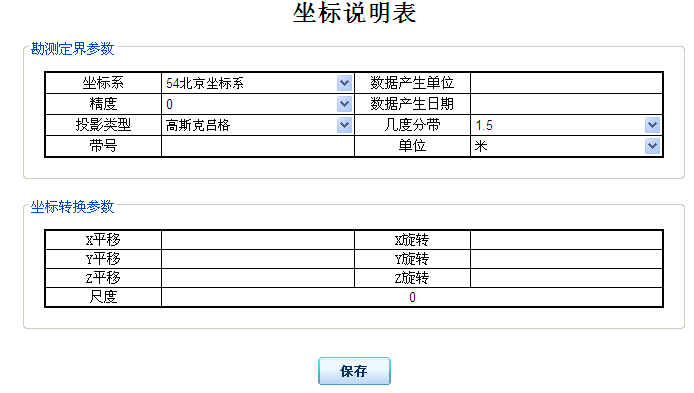 坐标说明表
勘测定界参数
坐标系 54北京坐标系 数据产生单位
精度 0 数据产生日期
投影类型 高斯克吕格 几度分带 1.5
带号 单位 米
坐标转换参数
X平移 X旋转
Y平移 Y旋转
Z平移 Z旋转
尺度 0
保存